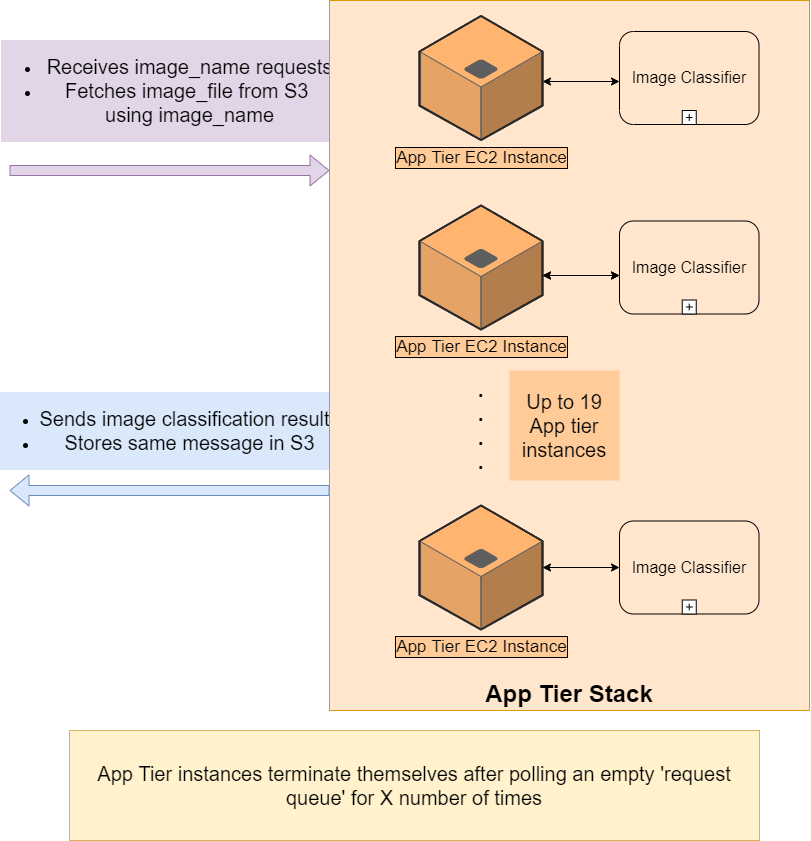 • Receives image_name requests
• Fetches image_file from S3
using image_name
Image Classifier
App Tier EC2 Instance
Image Classifier
App Tier EC2 Instance
Up to 19
App tier
instances
• Sends image classification result
• Stores same message in S3
Image Classifier
App Tier EC2 Instance
App Tier Stack
App Tier instances terminate themselves after polling an empty 'request
queue' for X number of times